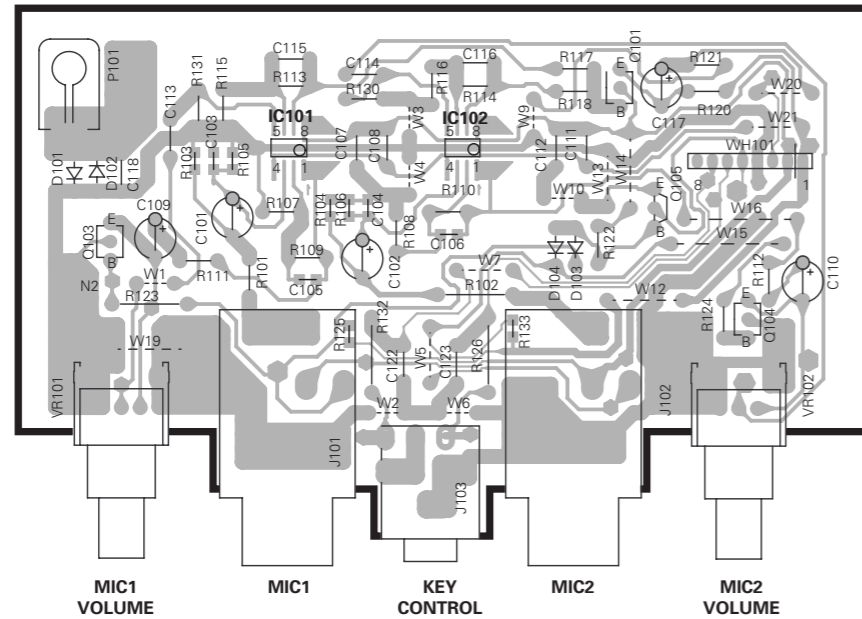 C115
C114
C116
R117
Q101
R121
P101
R131
R115
R113
R130
R116
R114
R118
E
B
R120
W20
C113
IC101
W3
IC102
W9
C117
W21
5
8
4
1
5
8
4
1
R103
C103
R105
C107
C108
W4
C112
C111
W13
W14
WH101
8
1
D101
D102
C118
R110
W10
E
B
Q105
C109
C101
R107
R104
R106
C104
R108
C106
W16
W15
Q103
E
B
R109
C102
D104
D103
R122
N2
W1
R111
R101
C105
W7
R112
C110
R123
R102
W12
R132
R125
R133
R124
E
B
Q104
W19
C122
W5
C123
R126
VR101
W2
W6
J102
VR102
J101
J103
MIC1
VOLUME
MIC1
KEY
CONTROL
MIC2
MIC2
VOLUME